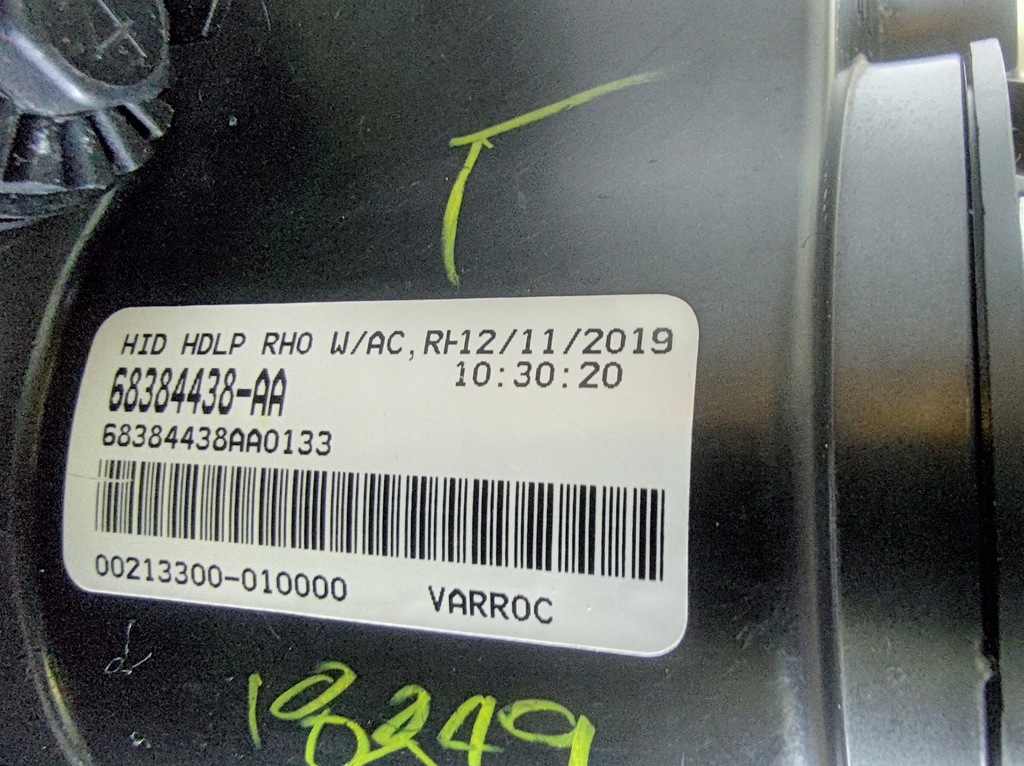 T
HID HDLP RHO W/AC,RH12/11/2019
10:30:20
68384438-AA
68384438AA0133
00213300-010000 VARROC